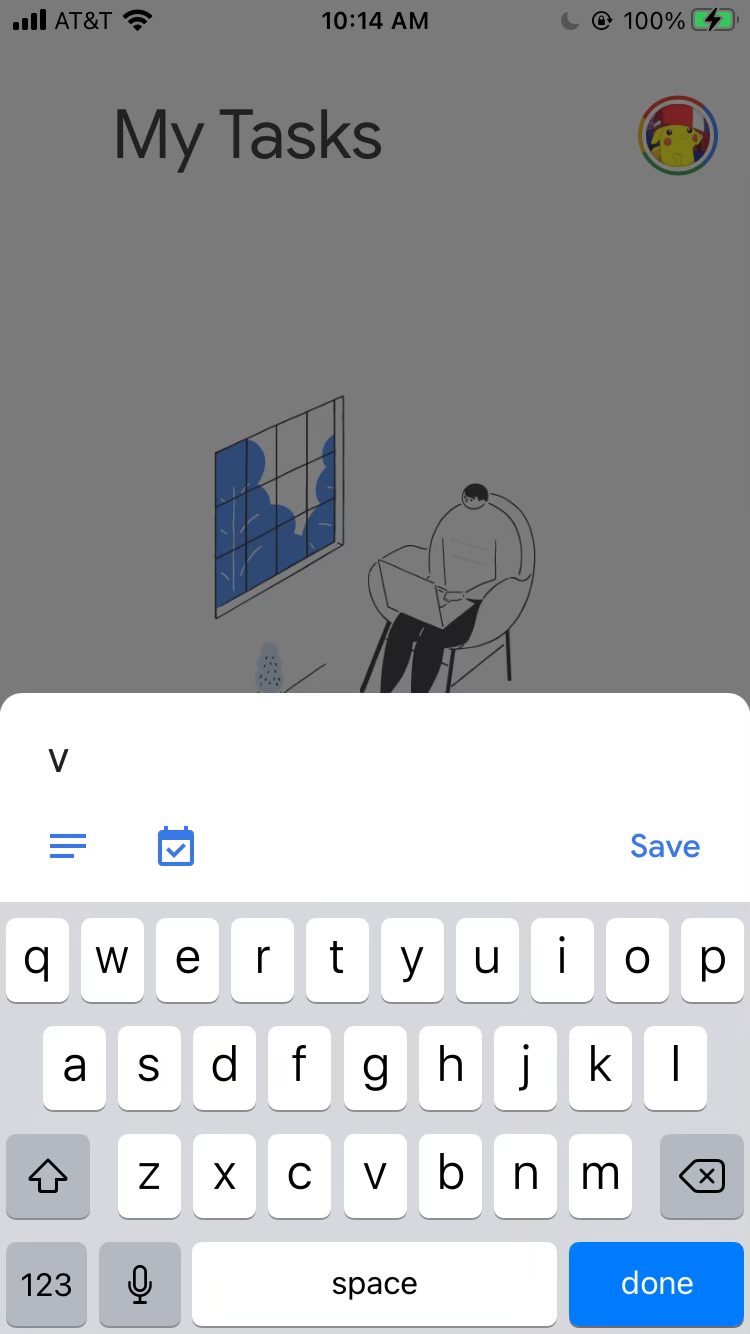 AT&T 10:14 AM 100%
My Tasks
v
Save
q w e r t y u i o p
a s d f g h j k l
z x c v b n m
123 space done